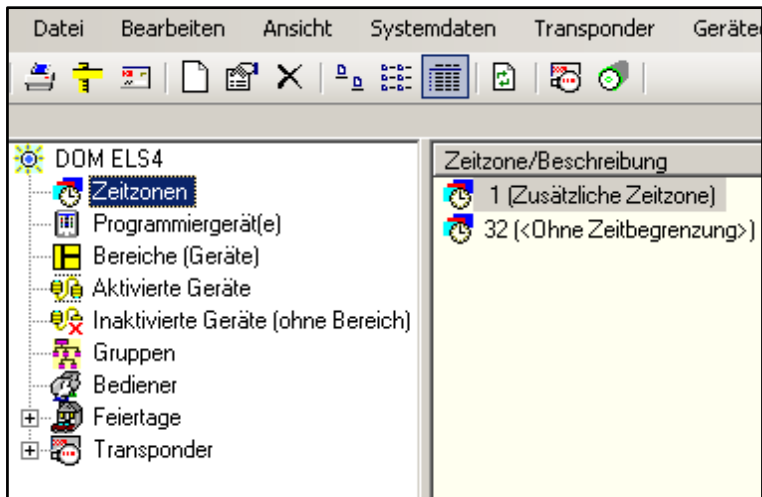 Datei Bearbeiten Ansicht Systemdaten Transponder
DOM ELS4
Zeitzonen
Programmiergerät(e)
Bereiche (Geräte)
Aktivierte Geräte
Inaktivierte Geräte (ohne Bereich)
Gruppen
Bediener
Feiertage
Transponder
Zeitzone/Beschreibung
1 (Zusätzliche Zeitzone)
32 (<Ohne Zeitbegrenzung>)